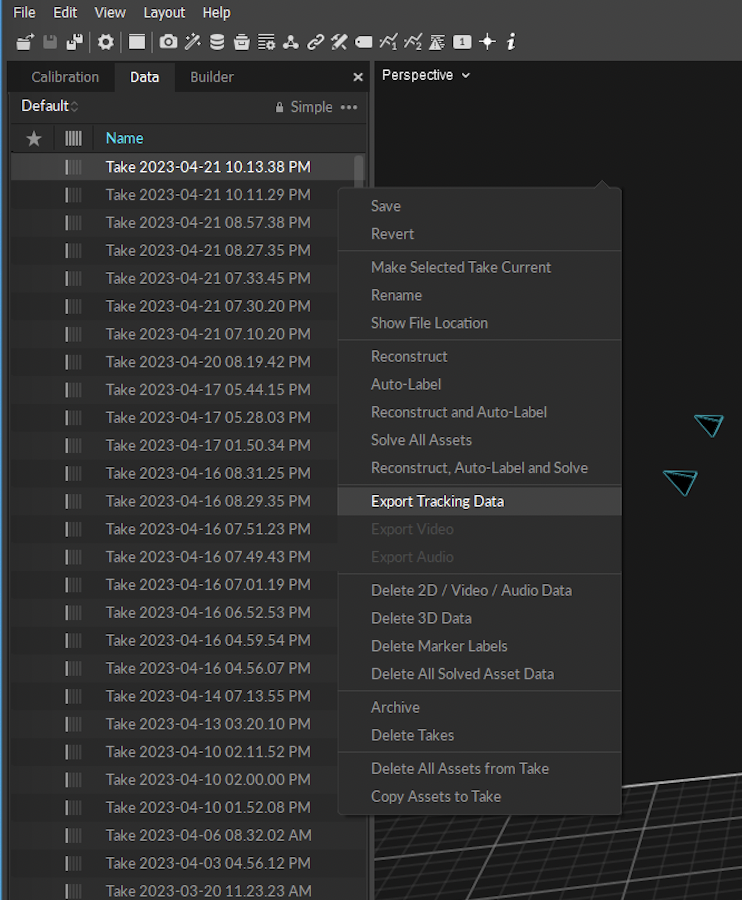 File Edit View Layout Help
1
Calibration Data Builder
Perspective
Default Simple
Name
Take 2023-04-21 10.13.38 PM
Take 2023-04-21 10.11.29 PM
Take 2023-04-21 08.57.38 PM
Take 2023-04-21 08.27.35 PM
Take 2023-04-21 07.33.45 PM
Take 2023-04-21 07.30.20 PM
Take 2023-04-21 07.10.20 PM
Take 2023-04-20 08.19.42 PM
Take 2023-04-17 05.44.15 PM
Take 2023-04-17 05.28.03 PM
Take 2023-04-17 01.50.34 PM
Take 2023-04-16 08.31.25 PM
Take 2023-04-16 08.29.35 PM
Take 2023-04-16 07.51.23 PM
Take 2023-04-16 07.49.43 PM
Take 2023-04-16 07.01.19 PM
Take 2023-04-16 06.52.53 PM
Take 2023-04-16 04.59.54 PM
Take 2023-04-16 04.56.07 PM
Take 2023-04-14 07.13.55 PM
Take 2023-04-13 03.20.10 PM
Take 2023-04-10 02.11.52 PM
Take 2023-04-10 02.00.00 PM
Take 2023-04-10 01.52.08 PM
Take 2023-04-06 08.32.02 AM
Take 2023-04-03 04.56.12 PM
Take 2023-03-20 11.23.23 AM
Save
Revert
Make Selected Take Current
Rename
Show File Location
Reconstruct
Auto-Label
Reconstruct and Auto-Label
Solve All Assets
Reconstruct, Auto-Label and Solve
Export Tracking Data
Export Video
Export Audio
Delete 2D / Video / Audio Data
Delete 3D Data
Delete Marker Labels
Delete All Solved Asset Data
Archive
Delete Takes
Delete All Assets from Take
Copy Assets to Take